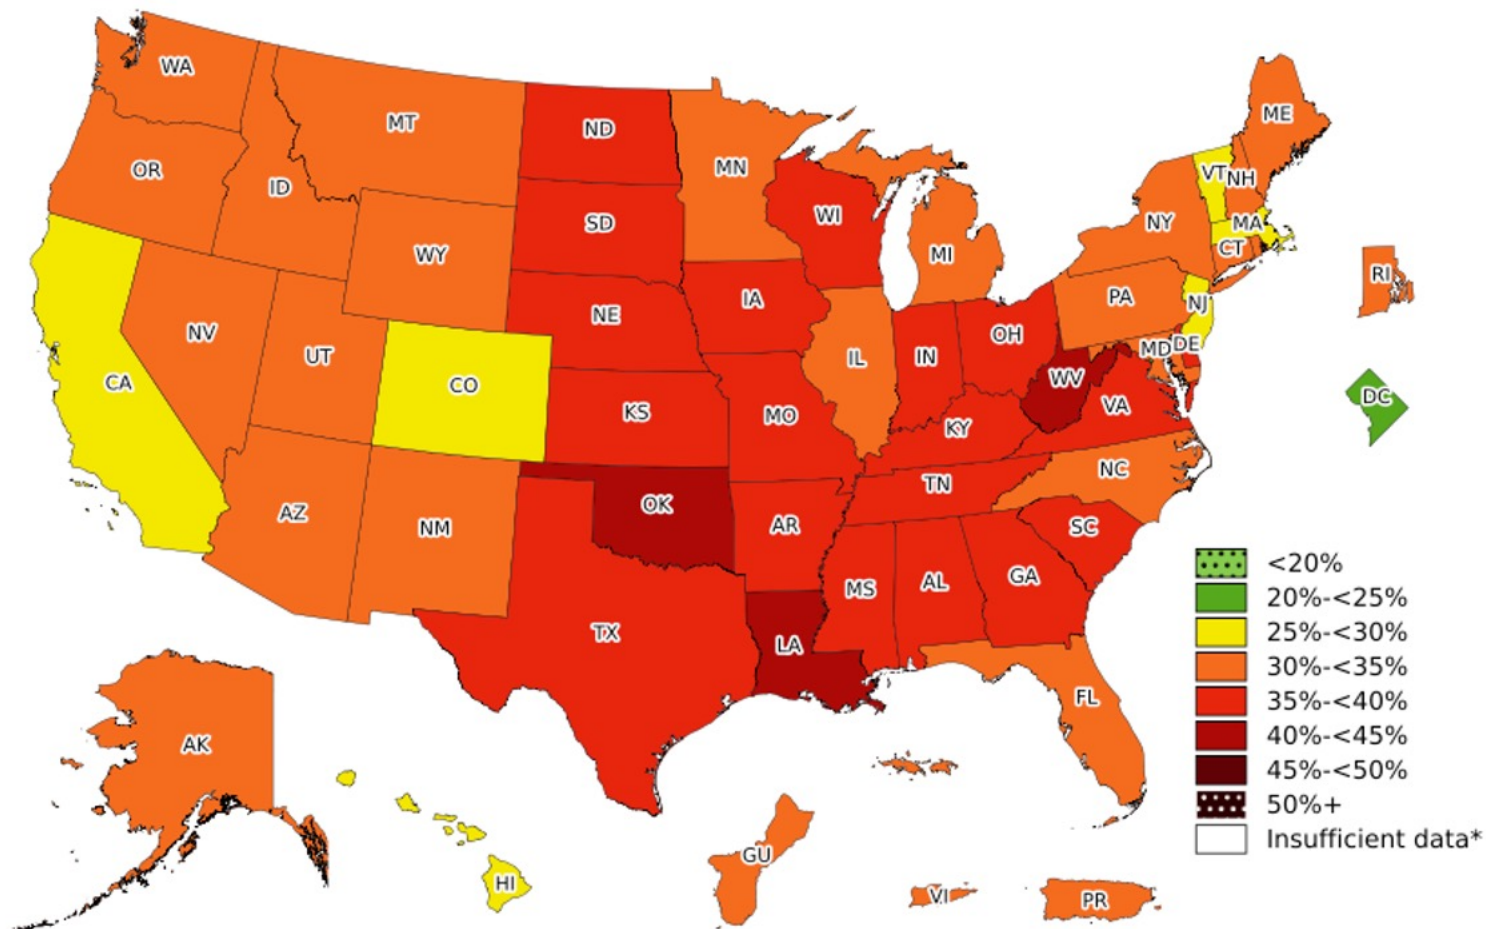 WA
MT
ND
MN
ME
OR
ID
SD
WI
VT
NH
WY
MI
NY
MA
CT
RI
NV
UT
NE
IA
PA
NJ
CA
CO
IL
IN
OH
MD
DE
WV
VA
DC
KS
MO
KY
AZ
NM
OK
AR
TN
NC
SC
TX
MS
AL
GA
LA
FL
AK
HI
GU
VI
PR
<20%
20%-<25%
25%-<30%
30%-<35%
35%-<40%
40%-<45%
45%-<50%
50%+
Insufficient data*